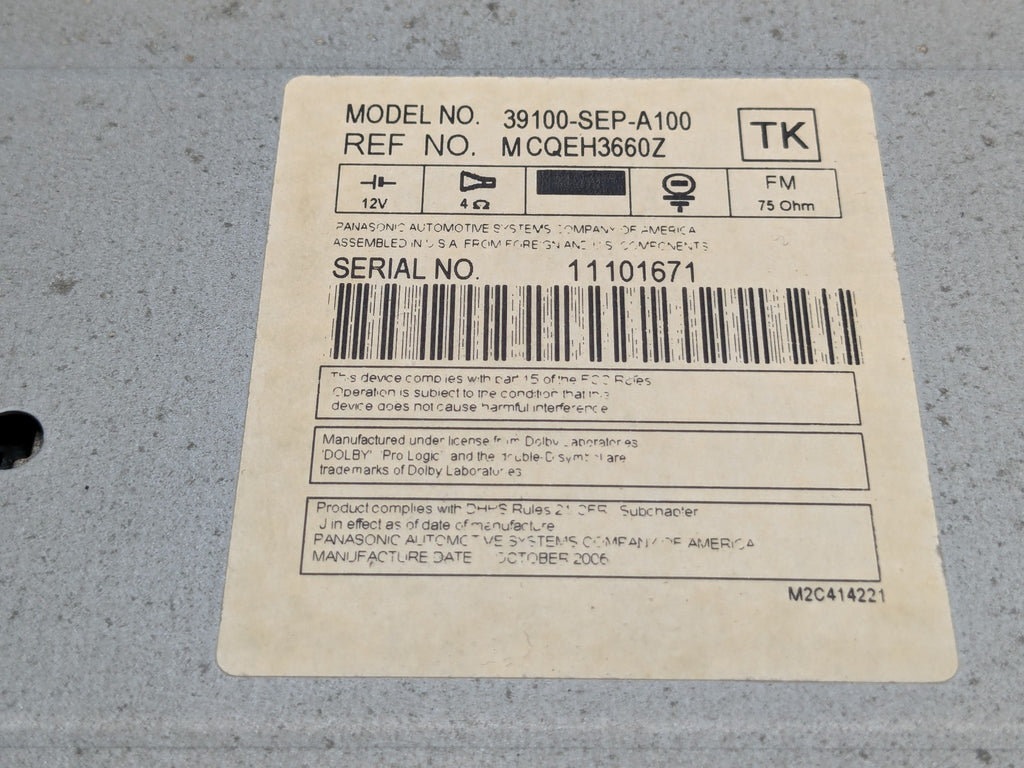 MODEL NO. 39100-SEP-A100
REF NO. MCQEH3660Z
TK
12V
4 Ω
FM
75 Ohm
PANASONIC AUTOMOTIVE SYSTEMS COMPANY OF AMERICA
ASSEMBLED IN U.S.A. FROM FOREIGN AND U.S. COMPONENTS
SERIAL NO. 11101671
This device complies with part 15 of the FCC Rules
Operation is subject to the condition that this
device does not cause harmful interference
Manufactured under license from Dolby Laboratories
"DOLBY" "Pro Logic" and the double-D symbol are
trademarks of Dolby Laboratories
Product complies with DHHS Rules 21 CFR Subchapter
J in effect as of date of manufacture
PANASONIC AUTOMOTIVE SYSTEMS COMPANY OF AMERICA
MANUFACTURE DATE OCTOBER 2006
M2C414221